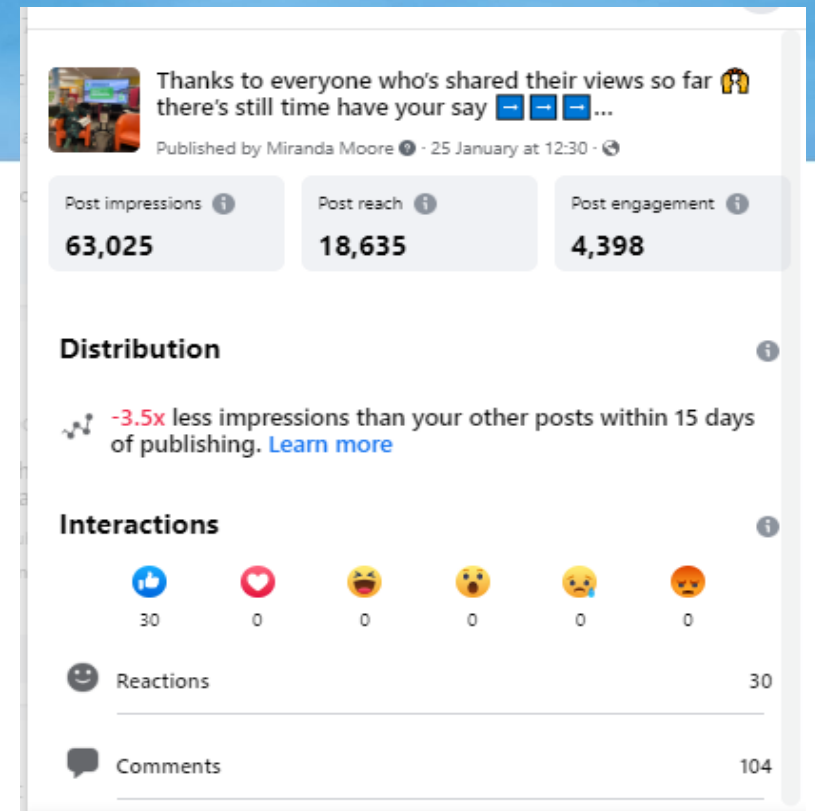 Thanks to everyone who's shared their views so far 🙌
there's still time have your say ➡️➡️➡️...
Published by Miranda Moore · 25 January at 12:30 ·
Post impressions
63,025
Post reach
18,635
Post engagement
4,398
Distribution
-3.5x less impressions than your other posts within 15 days
of publishing. Learn more
Interactions
30 0 0 0 0 0
Reactions 30
Comments 104